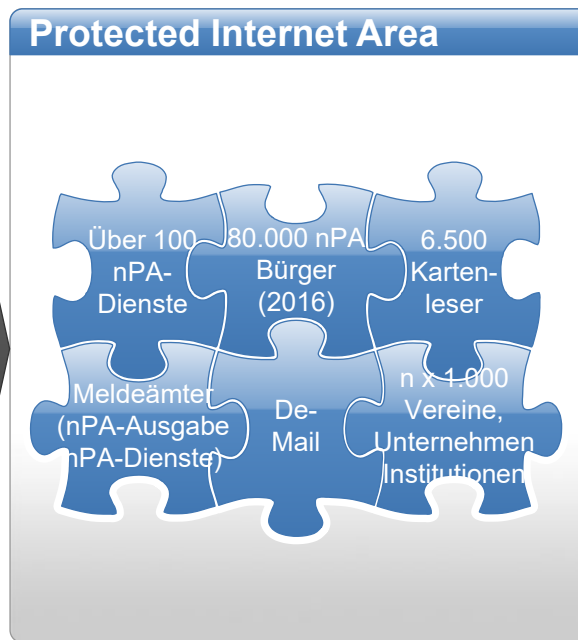 Protected Internet Area
Über 100
nPA-
Dienste
80.000 nPA
Bürger
(2016)
6.500
Karten-
leser
Meldeämter
(nPA-Ausgabe
nPA-Dienste)
De-
Mail
n x 1.000
Vereine,
Unternehmen
Institutionen